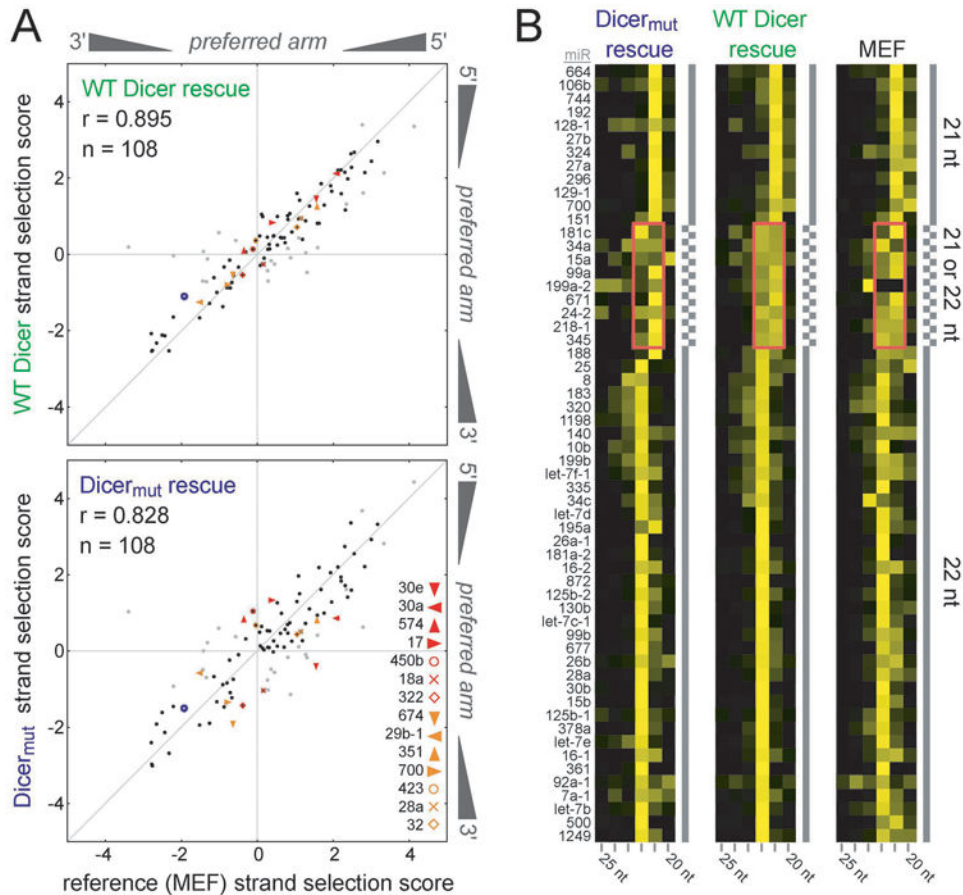 A
3' preferred arm 5'
WT Dicer rescue
r = 0.895
n = 108
WT Dicer strand selection score
4
2
0
-2
-4
5'
preferred arm
3'
Dicermut rescue
r = 0.828
n = 108
Dicermut strand selection score
4
2
0
-2
-4
-4 -2 0 2 4
reference (MEF) strand selection score
5'
preferred arm
3'
30e
30a
574
17
450b
18a
322
674
29b-1
351
700
423
28a
32
B
Dicermut rescue
WT Dicer rescue
MEF
miR
664
106b
744
192
128-1
27b
324
27a
296
129-1
700
151
181c
34a
15a
99a
199a-2
671
24-2
218-1
345
188
25
8
183
320
1198
140
10b
199b
let-7f-1
335
34c
let-7d
195a
26a-1
181a-2
16-2
872
125b-2
130b
let-7c-1
99b
677
26b
28a
30b
15b
125b-1
378a
let-7e
16-1
361
92a-1
7a-1
let-7b
500
1249
21 nt
21 or 22 nt
22 nt
25 nt 20 nt
25 nt 20 nt
25 nt 20 nt